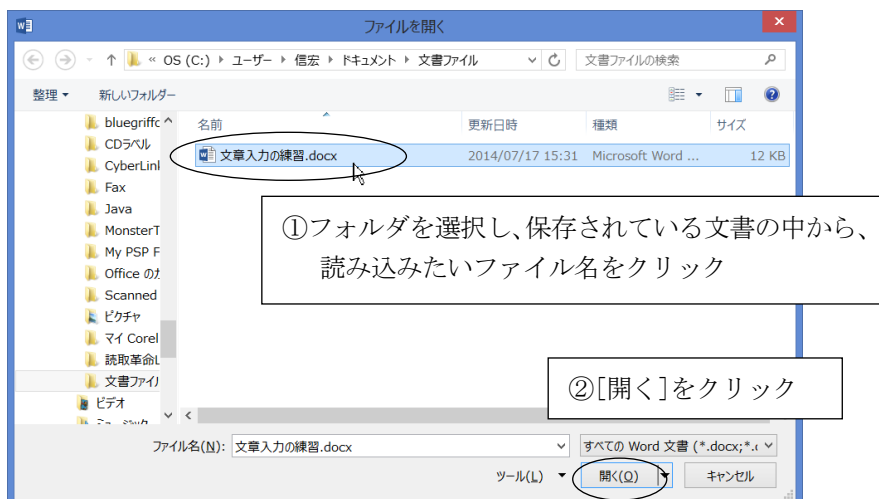 ファイルを開く
« OS (C:) ▸ ユーザー ▸ 信宏 ▸ ドキュメント ▸ 文書ファイル
文書ファイルの検索
整理 新しいフォルダー
名前 更新日時 種類 サイズ
文章入力の練習.docx 2014/07/17 15:31 Microsoft Word ... 12 KB
bluegriffc
CDラベル
CyberLink
Fax
Java
MonsterT
My PSP F
Office のカ
Scanned
ピクチャ
マイ Corel
読取革命L
文書ファイル
ビデオ
①フォルダを選択し、保存されている文書の中から、
読み込みたいファイル名をクリック
②[開く]をクリック
ファイル名(N): 文章入力の練習.docx すべての Word 文書 (*.docx;*.
ツール(L) 開く(O) キャンセル